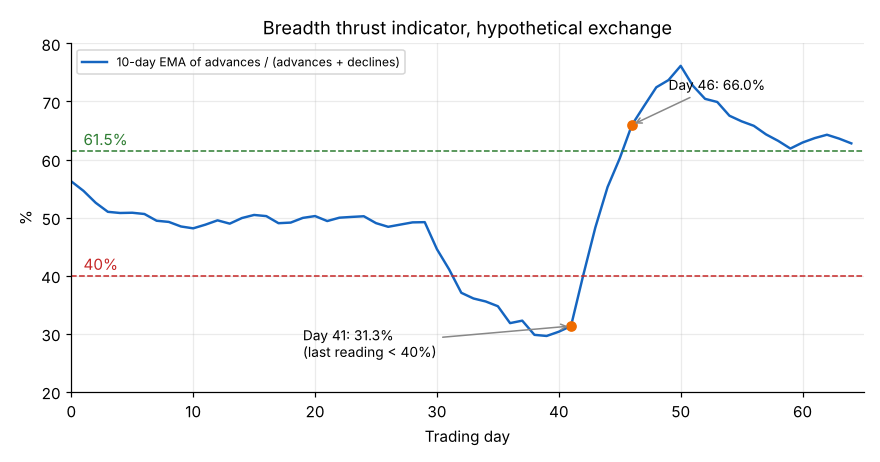 Breadth thrust indicator, hypothetical exchange
10-day EMA of advances / (advances + declines)
80
70
60
50
40
30
20
%
61.5%
40%
Day 46: 66.0%
Day 41: 31.3%
(last reading < 40%)
0
10
20
30
40
50
60
Trading day